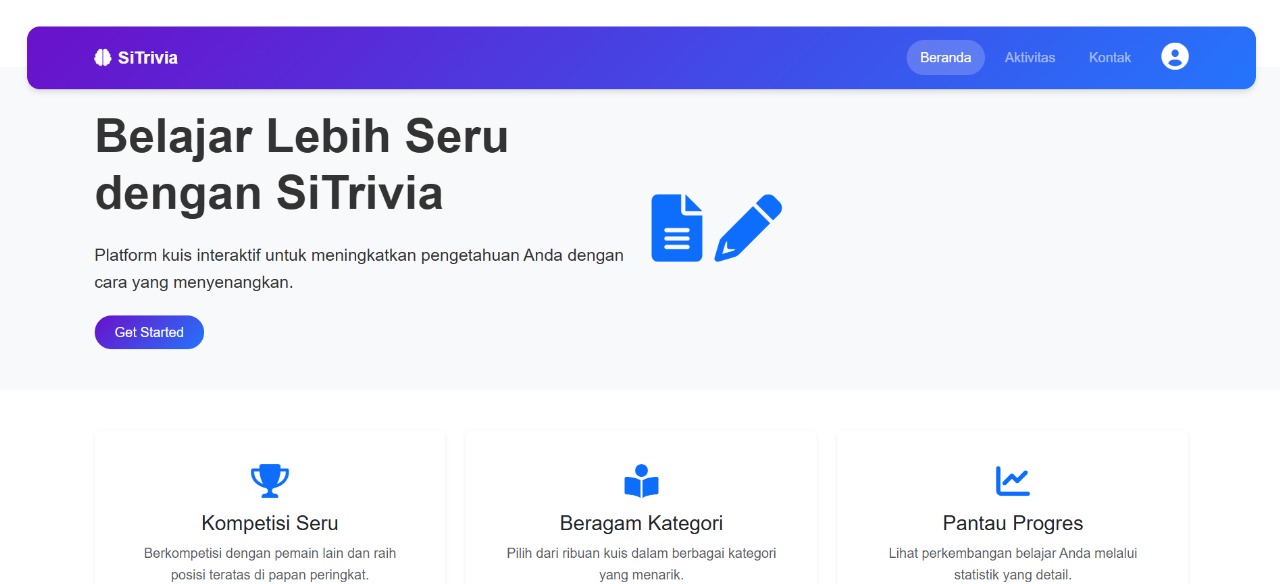 SiTrivia
Beranda
Aktivitas
Kontak
Belajar Lebih Seru
dengan SiTrivia
Platform kuis interaktif untuk meningkatkan pengetahuan Anda dengan
cara yang menyenangkan.
Get Started
Kompetisi Seru
Berkompetisi dengan pemain lain dan raih
posisi teratas di papan peringkat.
Beragam Kategori
Pilih dari ribuan kuis dalam berbagai kategori
yang menarik.
Pantau Progres
Lihat perkembangan belajar Anda melalui
statistik yang detail.